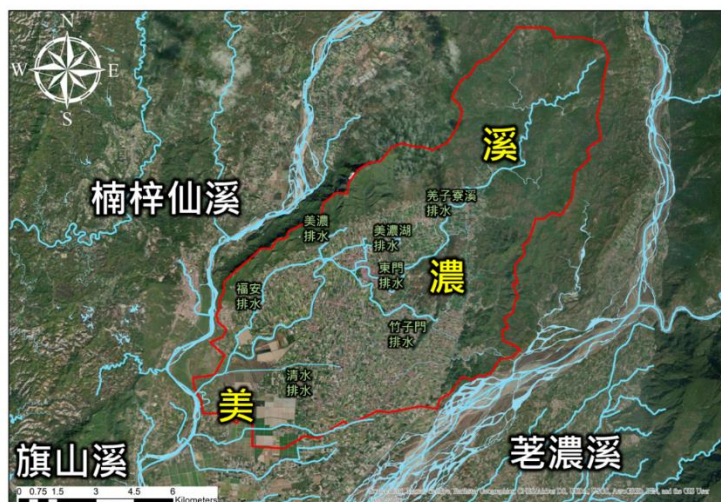 N
W
E
S
溪
楠梓仙溪
羌子寮溪
排水
美濃
排水
美濃湖
排水
東門
排水
濃
福安
排水
竹子門
排水
清水
排水
美
旗山溪
荖濃溪
0 0.75 1.5 3 4.5 6
Kilometers